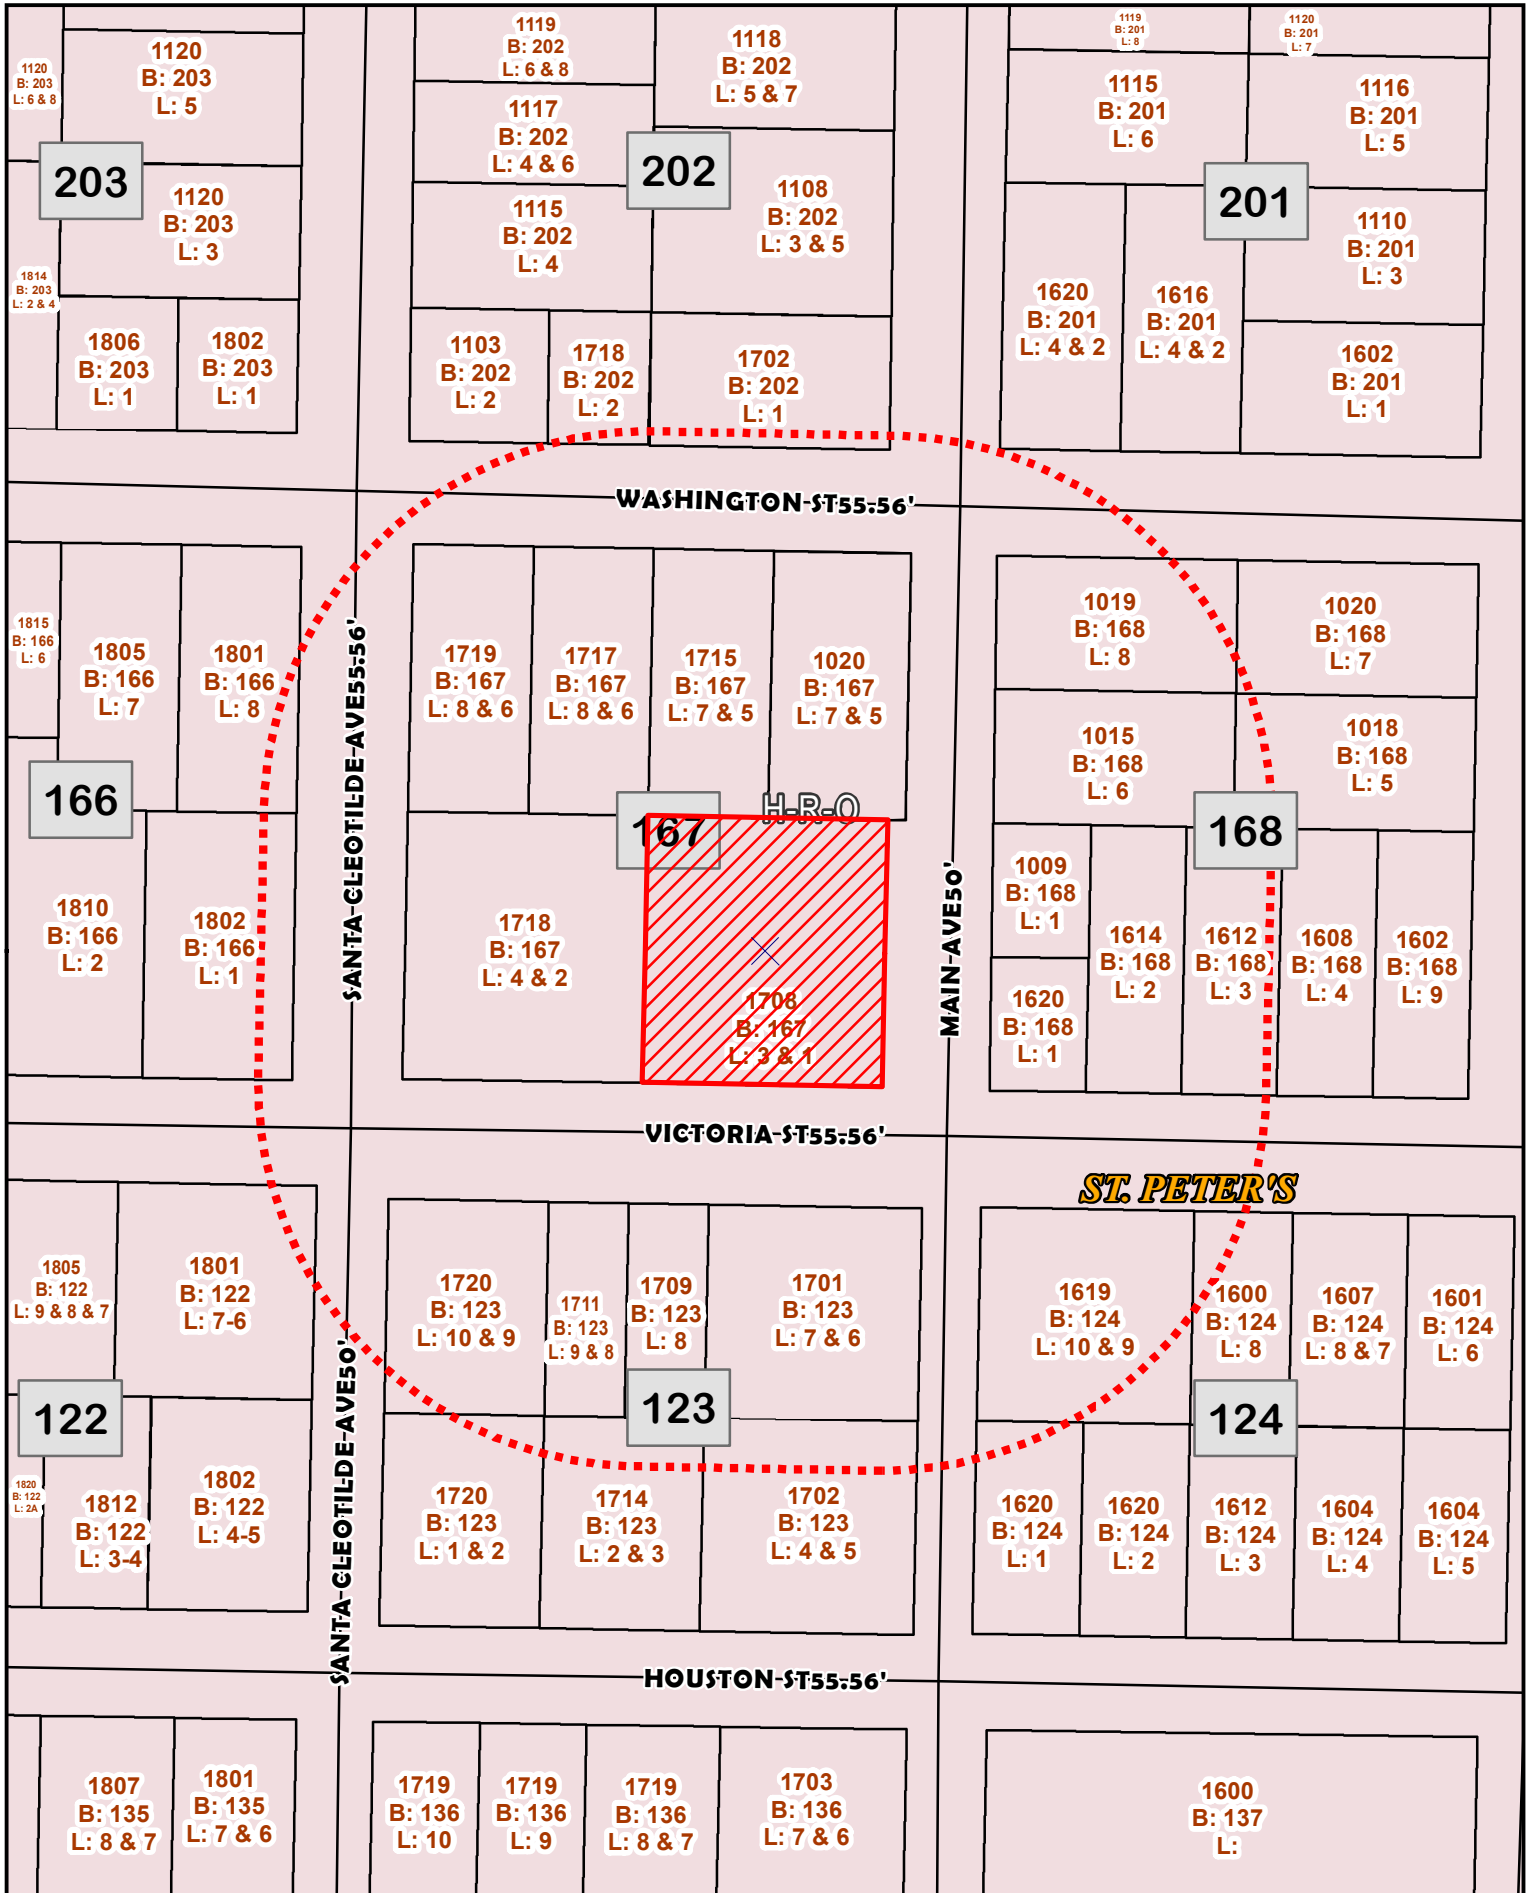 1120
B: 203
L: 6 & 8
1120
B: 203
L: 5
203
1120
B: 203
L: 3
1814
B: 203
L: 2 & 4
1806
B: 203
L: 1
1802
B: 203
L: 1
1119
B: 202
L: 6 & 8
1118
B: 202
L: 5 & 7
1117
B: 202
L: 4 & 6
202
1115
B: 202
L: 4
1108
B: 202
L: 3 & 5
1103
B: 202
L: 2
1718
B: 202
L: 2
1702
B: 202
L: 1
1119
B: 201
L: 8
1120
B: 201
L: 7
1115
B: 201
L: 6
1116
B: 201
L: 5
201
1110
B: 201
L: 3
1620
B: 201
L: 4 & 2
1616
B: 201
L: 4 & 2
1602
B: 201
L: 1
WASHINGTON ST55.56'
1815
B: 166
L: 6
1805
B: 166
L: 7
1801
B: 166
L: 8
166
1810
B: 166
L: 2
1802
B: 166
L: 1
SANTA CLEOTILDE AVE55.56'
1719
B: 167
L: 8 & 6
1717
B: 167
L: 8 & 6
1715
B: 167
L: 7 & 5
1020
B: 167
L: 7 & 5
H-R-O
167
1718
B: 167
L: 4 & 2
1708
B: 167
L: 3 & 1
MAIN AVE50'
1019
B: 168
L: 8
1020
B: 168
L: 7
1015
B: 168
L: 6
1018
B: 168
L: 5
168
1009
B: 168
L: 1
1620
B: 168
L: 1
1614
B: 168
L: 2
1612
B: 168
L: 3
1608
B: 168
L: 4
1602
B: 168
L: 9
VICTORIA ST55.56'
ST. PETER'S
1805
B: 122
L: 9 & 8 & 7
1801
B: 122
L: 7-6
122
1820
B: 122
L: 2A
1812
B: 122
L: 3-4
1802
B: 122
L: 4-5
SANTA CLEOTILDE AVE50'
1720
B: 123
L: 10 & 9
1711
B: 123
L: 9 & 8
1709
B: 123
L: 8
1701
B: 123
L: 7 & 6
123
1720
B: 123
L: 1 & 2
1714
B: 123
L: 2 & 3
1702
B: 123
L: 4 & 5
1619
B: 124
L: 10 & 9
1600
B: 124
L: 8
1607
B: 124
L: 8 & 7
1601
B: 124
L: 6
124
1620
B: 124
L: 1
1620
B: 124
L: 2
1612
B: 124
L: 3
1604
B: 124
L: 4
1604
B: 124
L: 5
HOUSTON ST55.56'
1807
B: 135
L: 8 & 7
1801
B: 135
L: 7 & 6
1719
B: 136
L: 10
1719
B: 136
L: 9
1719
B: 136
L: 8 & 7
1703
B: 136
L: 7 & 6
1600
B: 137
L: